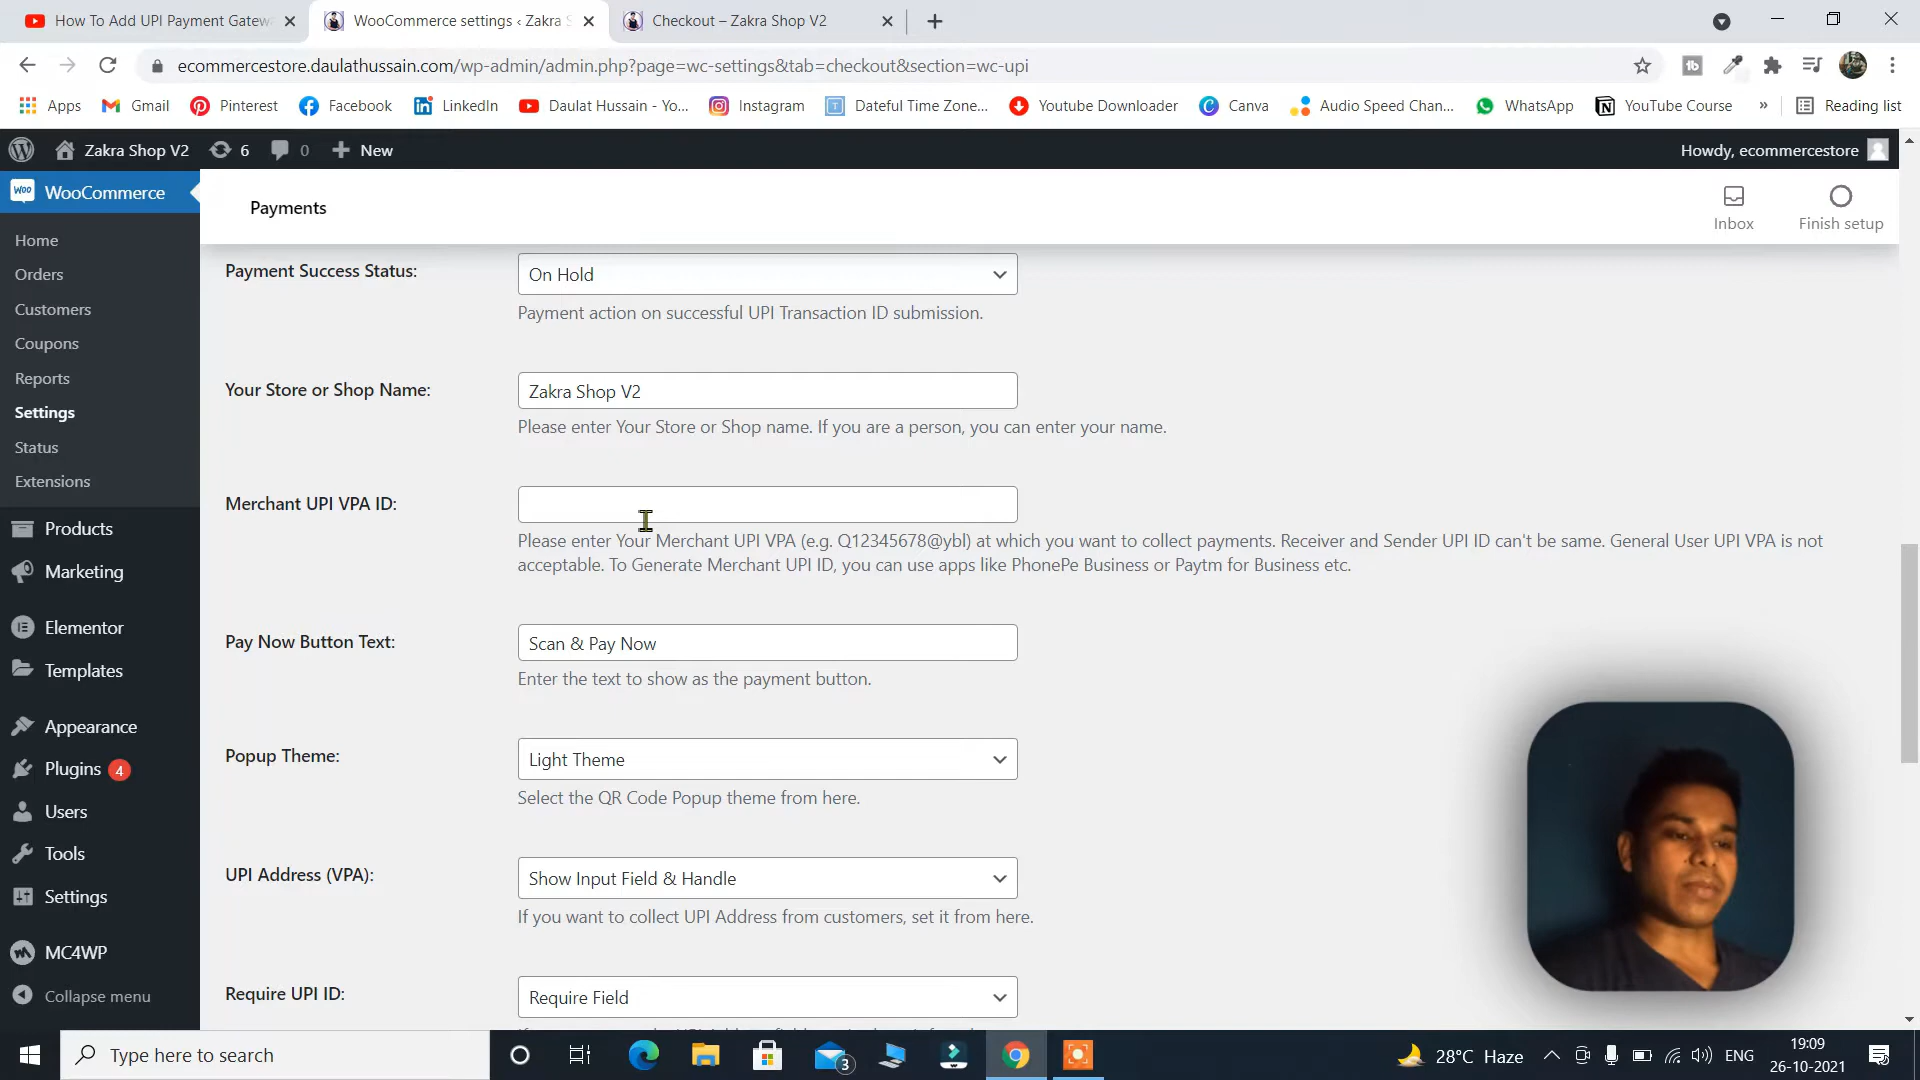 How To Add UPI Payment Gatew
WooCommerce settings ‹ Zakra S
Checkout – Zakra Shop V2
ecommercestore.daulathussain.com/wp-admin/admin.php?page=wc-settings&tab=checkout&section=wc-upi
Apps
Gmail
Pinterest
Facebook
LinkedIn
Daulat Hussain - Yo...
Instagram
Dateful Time Zone...
Youtube Downloader
Canva
Audio Speed Chan...
WhatsApp
YouTube Course
»
Reading list
Zakra Shop V2
6
0
New
Howdy, ecommercestore
WooCommerce
Home
Orders
Customers
Coupons
Reports
Settings
Status
Extensions
Products
Marketing
Elementor
Templates
Appearance
Plugins 4
Users
Tools
Settings
MC4WP
Collapse menu
Payments
Inbox
Finish setup
Payment Success Status:
On Hold
Payment action on successful UPI Transaction ID submission.
Your Store or Shop Name:
Zakra Shop V2
Please enter Your Store or Shop name. If you are a person, you can enter your name.
Merchant UPI VPA ID:
Please enter Your Merchant UPI VPA (e.g. Q12345678@ybl) at which you want to collect payments. Receiver and Sender UPI ID can't be same. General User UPI VPA is not
acceptable. To Generate Merchant UPI ID, you can use apps like PhonePe Business or Paytm for Business etc.
Pay Now Button Text:
Scan & Pay Now
Enter the text to show as the payment button.
Popup Theme:
Light Theme
Select the QR Code Popup theme from here.
UPI Address (VPA):
Show Input Field & Handle
If you want to collect UPI Address from customers, set it from here.
Require UPI ID:
Require Field
Type here to search
3
28°C Haze
ENG
19:09
26-10-2021